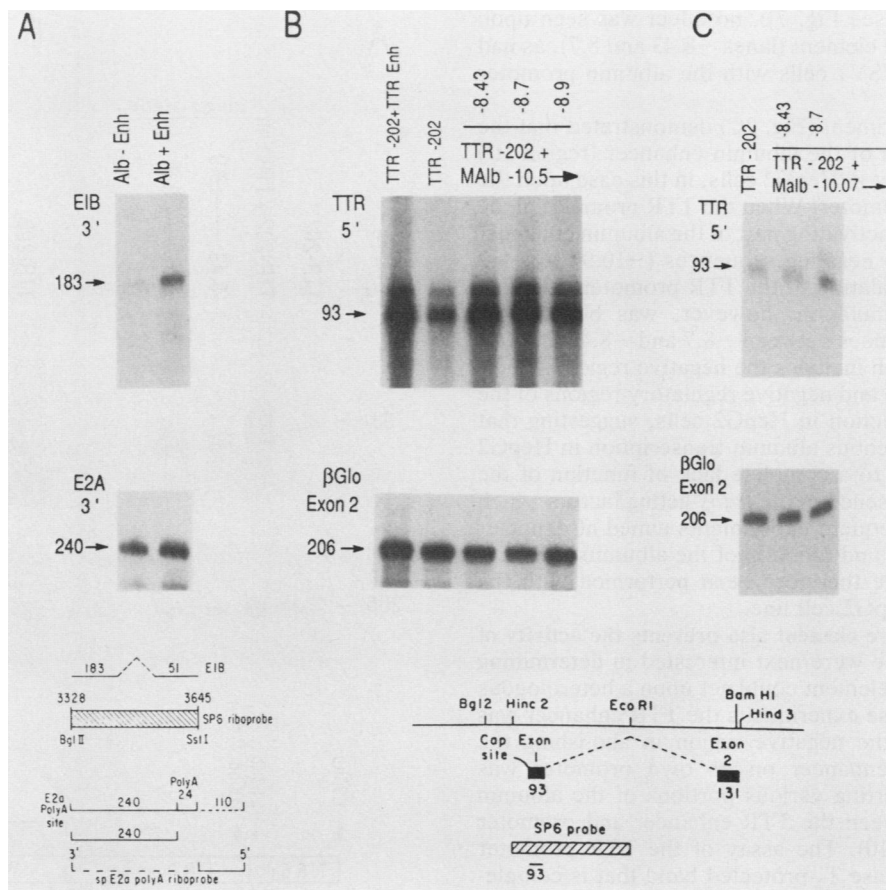 A
B
C
Alb - Enh
Alb + Enh
TTR -202+TTR Enh
TTR -202
-8.43
-8.7
-8.9
TTR -202 +
MAlb -10.5
TTR 202
-8.43
-8.7
TTR - 202 +
Malb -10.07
EIB
3'
183
TTR
5'
93
TTR
5'
93
E2A
3'
240
βGlo
Exon 2
206
βGlo
Exon 2
206
183
51
EIB
3328
3645
SP6 riboprobe
Bgl II
Sst I
E2a
PolyA
site
240
PolyA
24
110
240
3'
5'
sp E2a polyA riboprobe
Bgl2
Hinc 2
EcoRI
Bam HI
Hind 3
Cap
site
Exon
I
Exon
2
93
131
SP6 probe
93